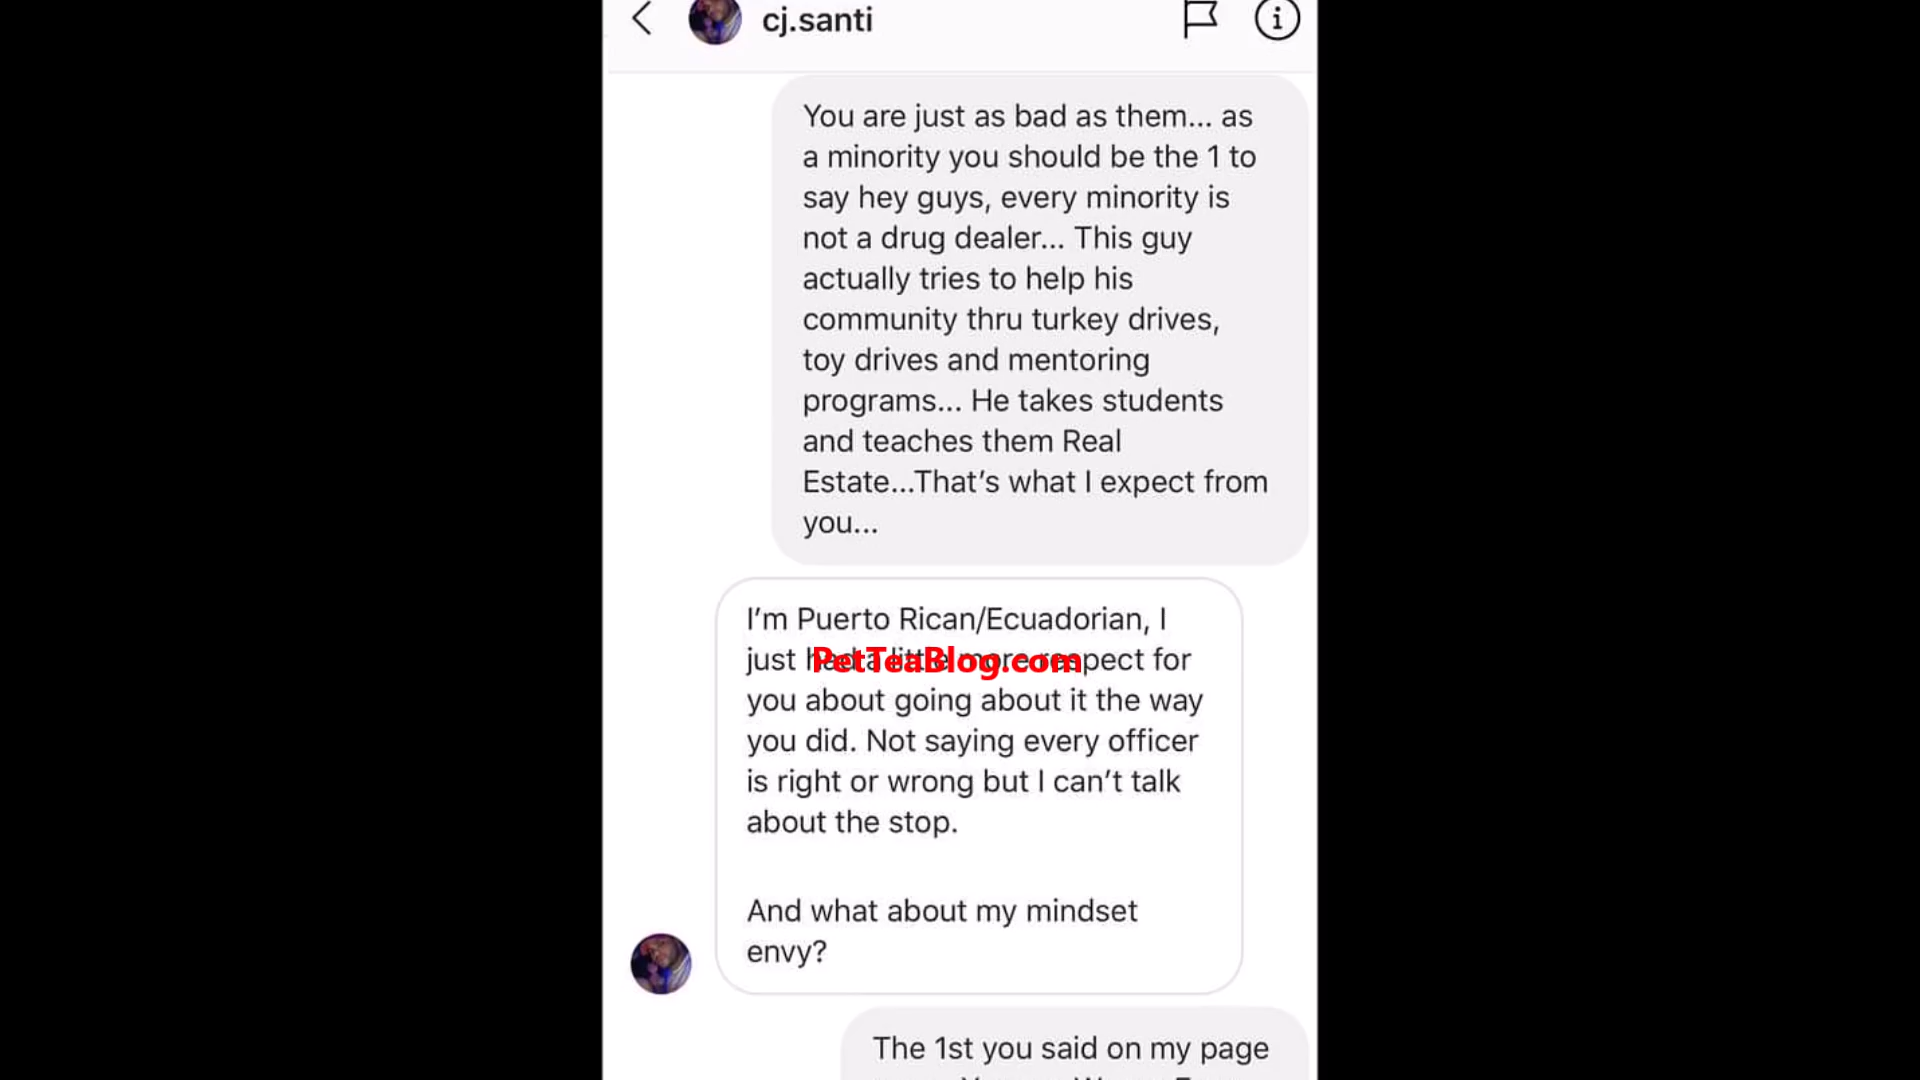 cj.santi
You are just as bad as them... as
a minority you should be the 1 to
say hey guys, every minority is
not a drug dealer... This guy
actually tries to help his
community thru turkey drives,
toy drives and mentoring
programs... He takes students
and teaches them Real
Estate...That's what I expect from
you...
I'm Puerto Rican/Ecuadorian, I
just had a little more respect for
PetTeaBlog.com
you about going about it the way
you did. Not saying every officer
is right or wrong but I can't talk
about the stop.
And what about my mindset
envy?
The 1st you said on my page